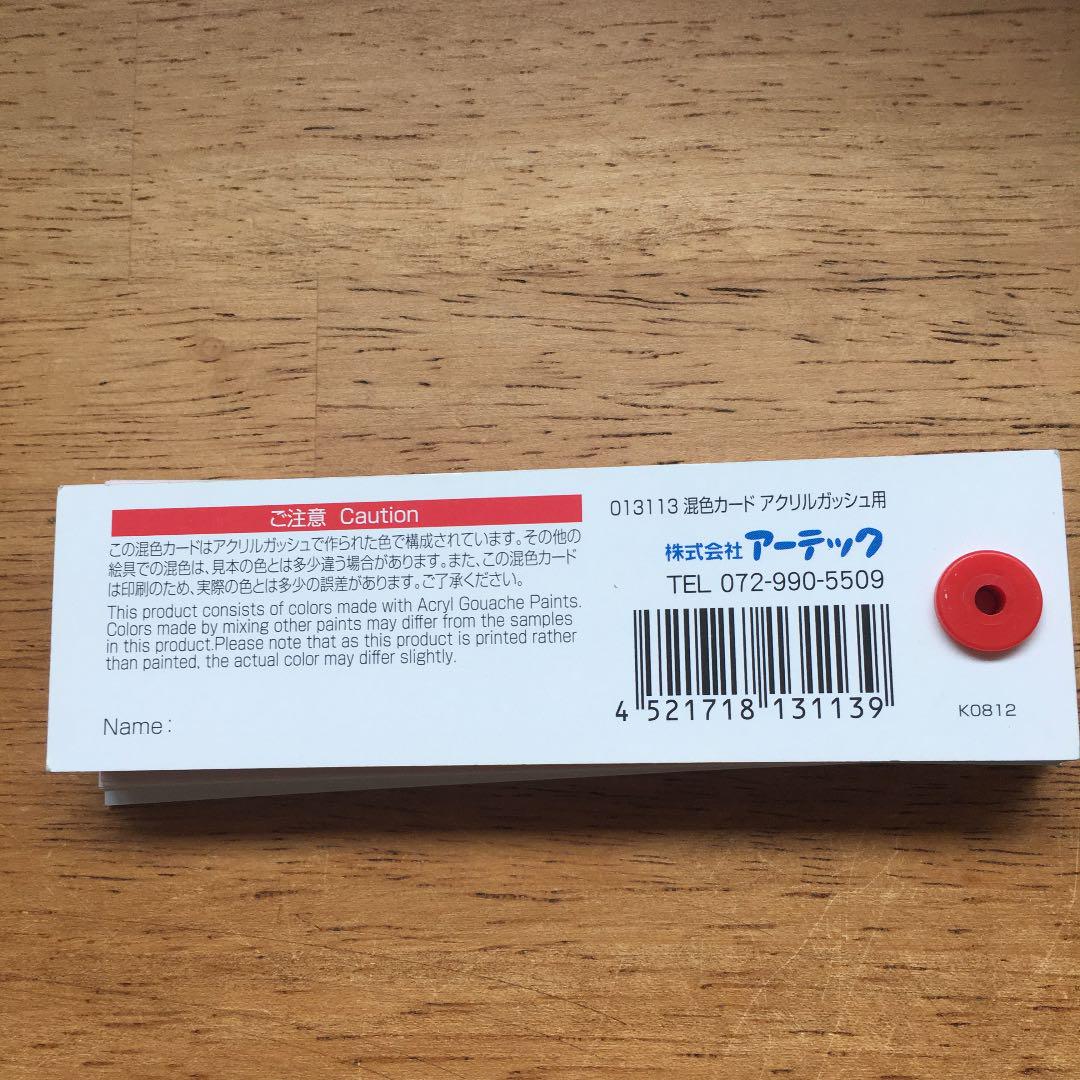 ご注意 Caution
この混色カードはアクリルガッシュで作られた色で構成されています。その他の
絵具での混色は、見本の色とは多少違う場合があります。また、この混色カード
は印刷のため、実際の色とは多少の誤差があります。ご了承ください。
This product consists of colors made with Acryl Gouache Paints.
Colors made by mixing other paints may differ from the samples
in this product.Please note that as this product is printed rather
than painted, the actual color may differ slightly.
Name :
013113 混色カード アクリルガッシュ用
株式会社 アーテック
TEL 072-990-5509
4 521718 131139
K0812